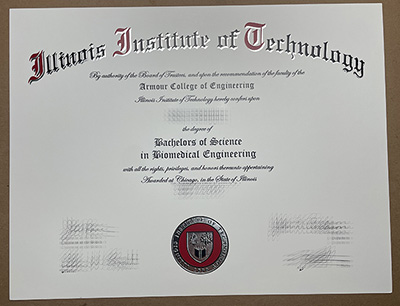 Illinois Institute of Technology
By authority of the Board of Trustees, and upon the recommendation of the faculty of the
Armour College of Engineering
Illinois Institute of Technology hereby confers upon
the degree of
Bachelors of Science
in Biomedical Engineering
with all the rights, privileges, and honors thereunto appertaining
Awarded at Chicago, in the State of Illinois